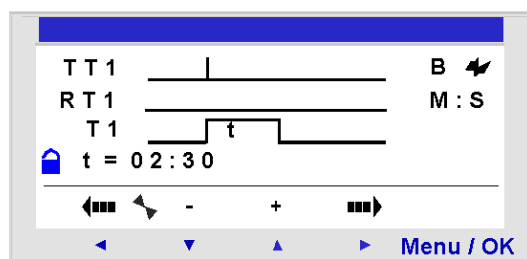 TT1 B
RT1 M:S
T1 t
t = 02:30
- +
Menu / OK